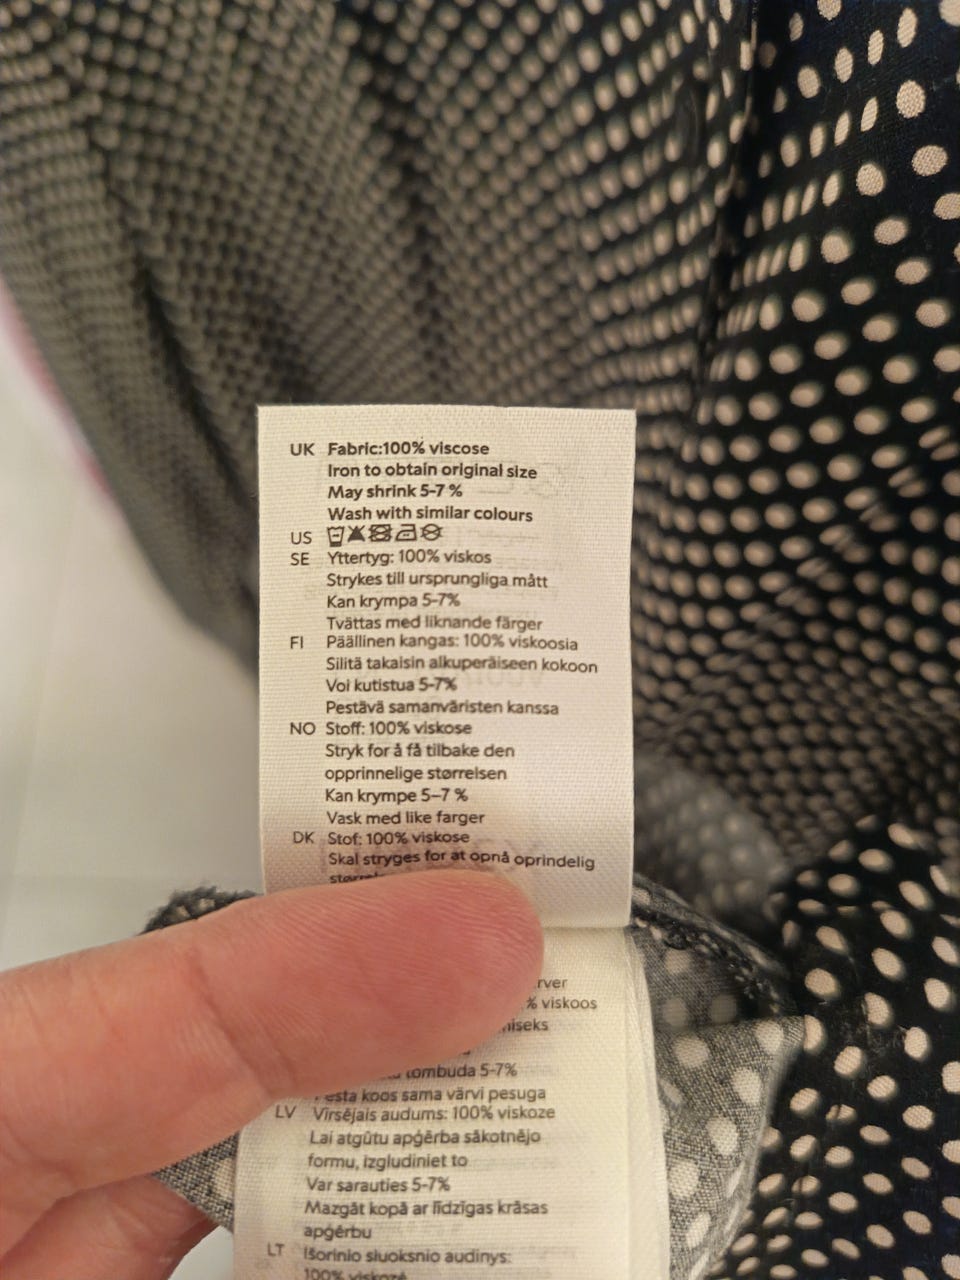 UK Fabric:100% viscose
Iron to obtain original size
May shrink 5-7 %
Wash with similar colours
US
SE Yttertyg: 100% viskos
Strykes till ursprungliga mått
Kan krympa 5-7%
Tvättas med liknande färger
FI Päällinen kangas: 100% viskoosia
Silitä takaisin alkuperäiseen kokoon
Voi kutistua 5-7%
Pestävä samanväristen kanssa
NO Stoff: 100% viskose
Stryk for å få tilbake den
opprinnelige størrelsen
Kan krympe 5–7 %
Vask med like farger
DK Stof: 100% viskose
Skal stryges for at opnå oprindelig
% viskoos
tombuda 5-7%
koos sama värvi pesuga
LV Virsējais audums: 100% viskoze
Lai atgūtu apģērba sākotnējo
formu, izgludiniet to
Var sarauties 5-7%
Mazgāt kopā ar līdzīgas krāsas
apģērbu
LT Išorinio sluoksnio audinys:
100% viskozė